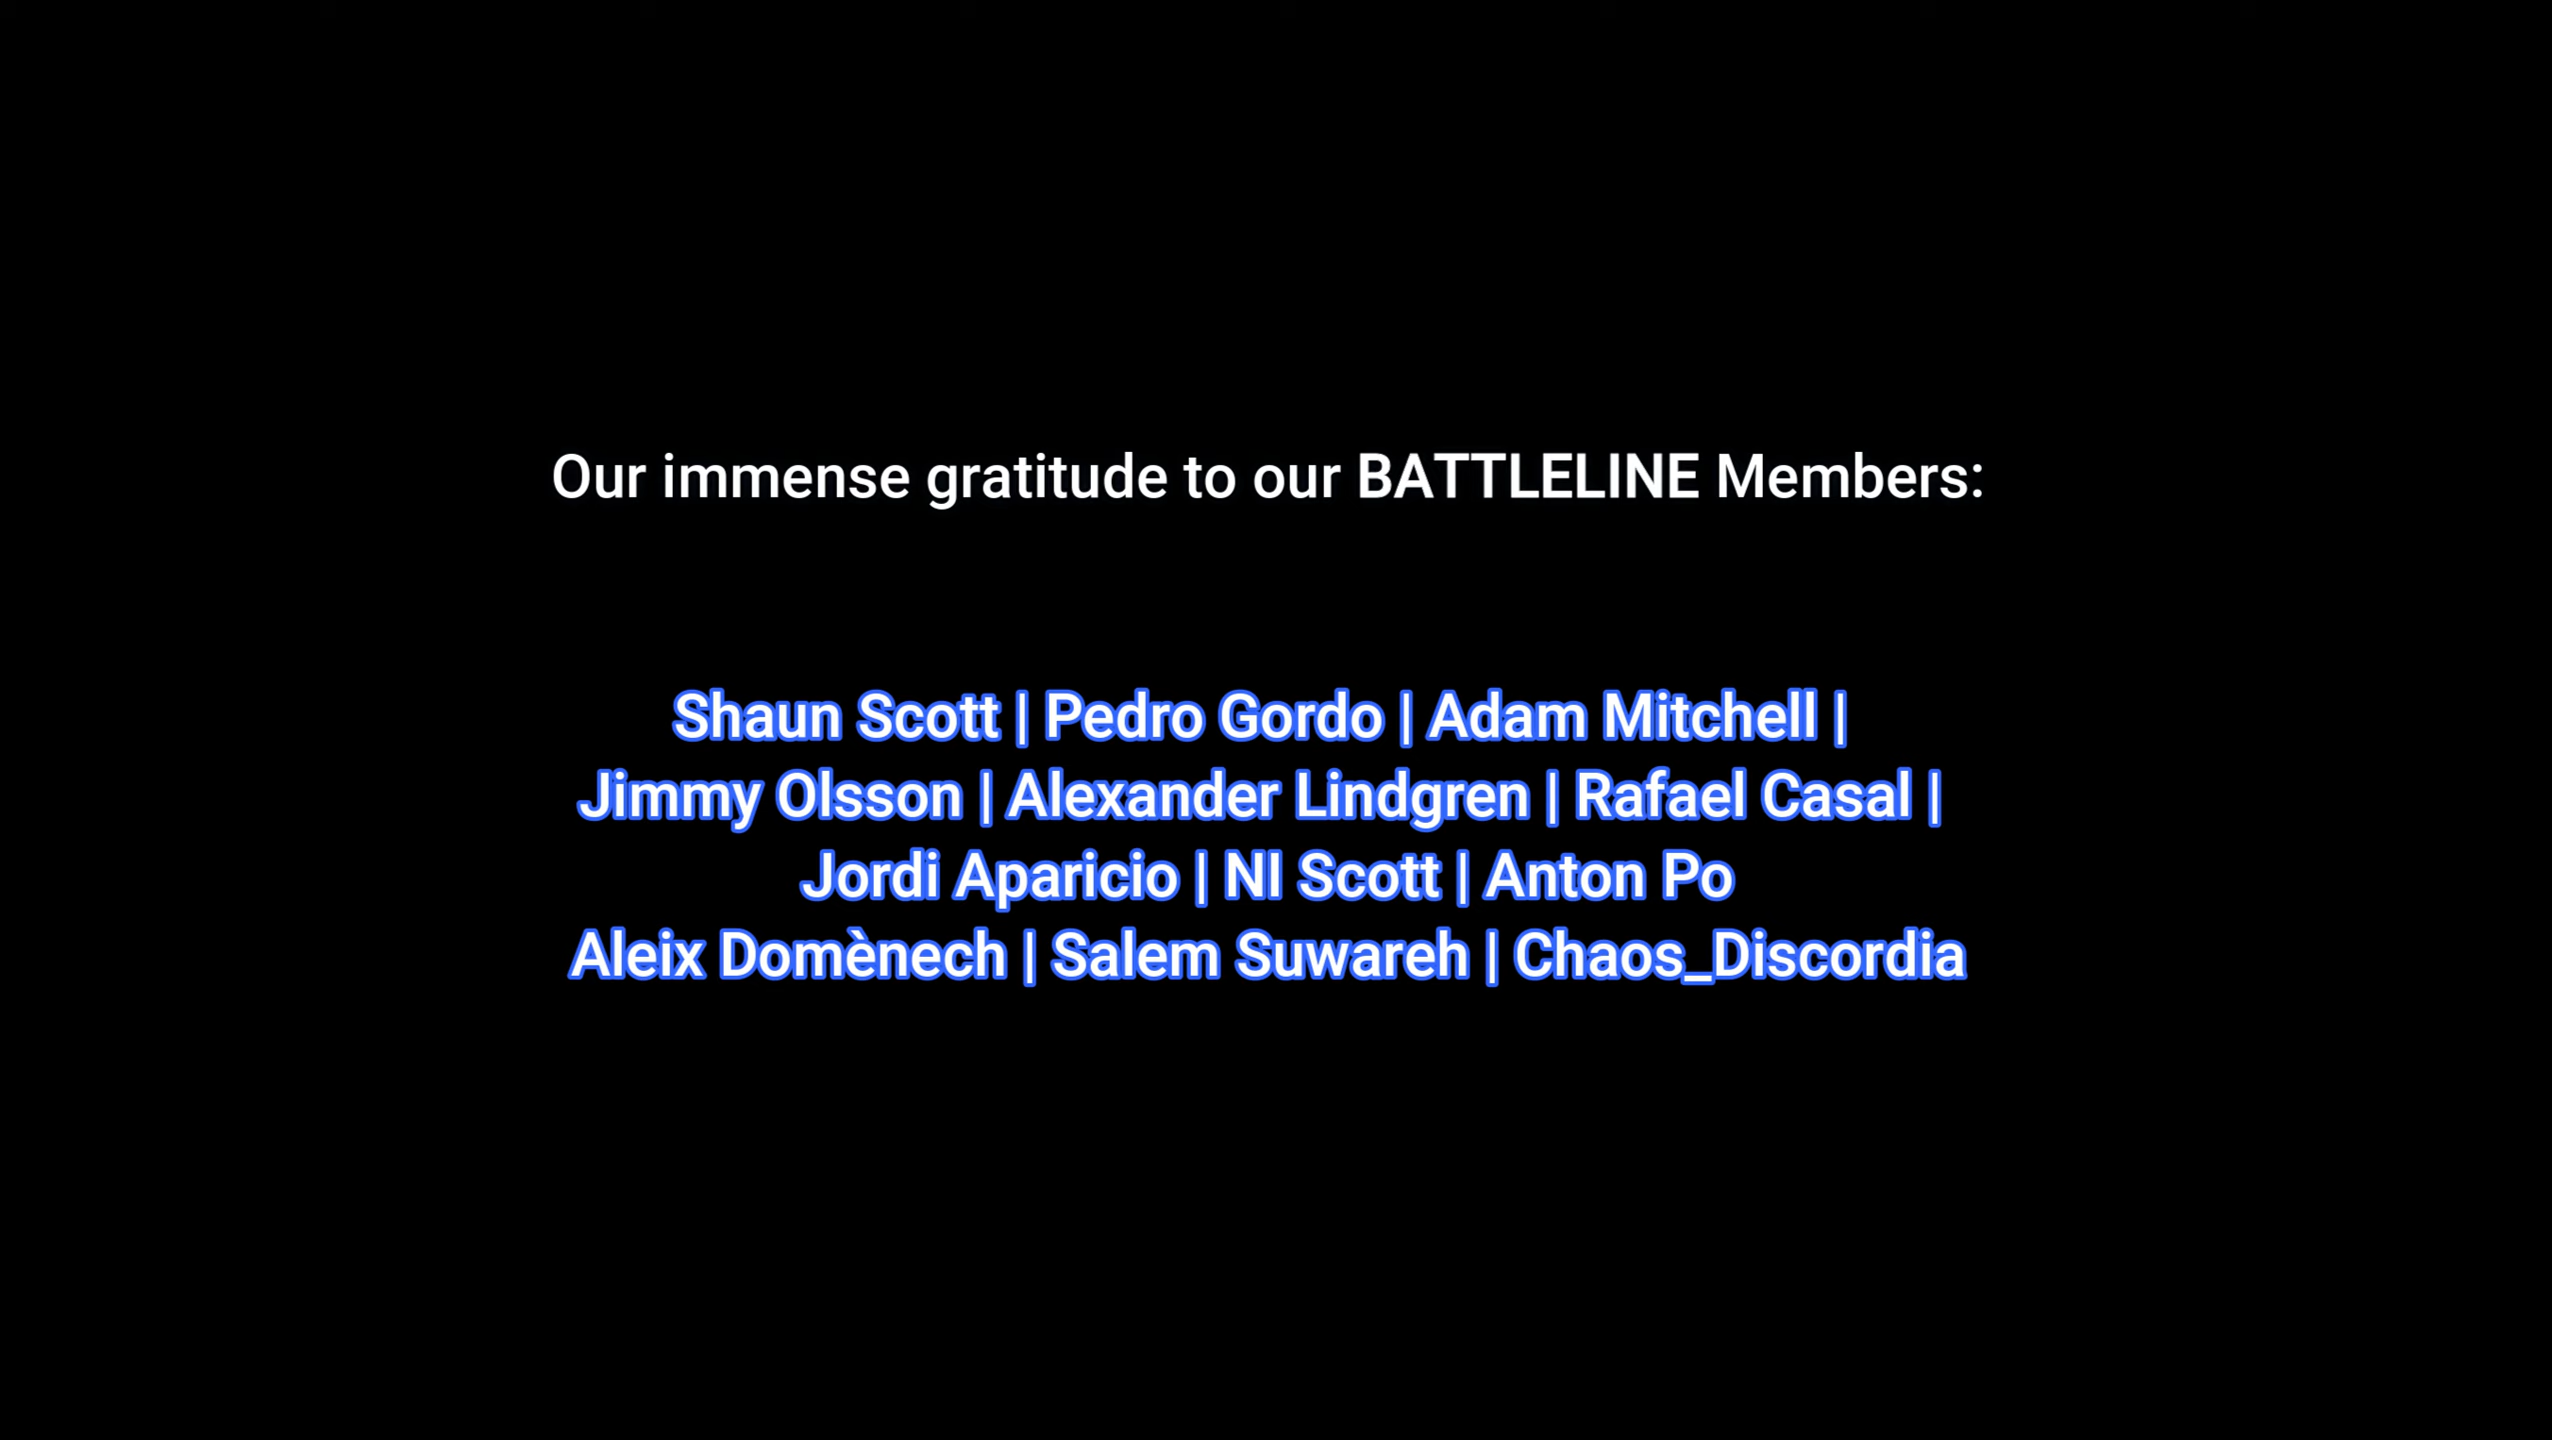 Our immense gratitude to our BATTLELINE Members:
Shaun Scott | Pedro Gordo | Adam Mitchell |
Jimmy Olsson | Alexander Lindgren | Rafael Casal |
Jordi Aparicio | NI Scott | Anton Po
Aleix Domènech | Salem Suwareh | Chaos_Discordia